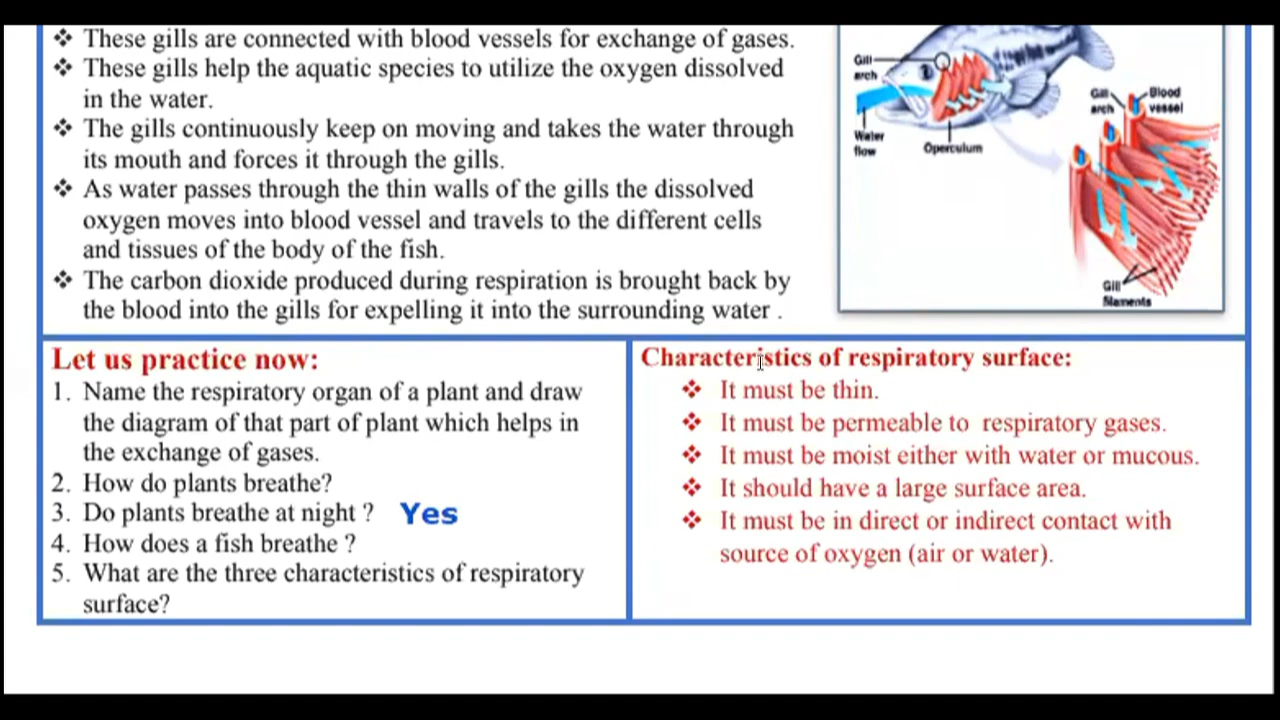 ❖ These gills are connected with blood vessels for exchange of gases.
❖ These gills help the aquatic species to utilize the oxygen dissolved
in the water.
❖ The gills continuously keep on moving and takes the water through
its mouth and forces it through the gills.
❖ As water passes through the thin walls of the gills the dissolved
oxygen moves into blood vessel and travels to the different cells
and tissues of the body of the fish.
❖ The carbon dioxide produced during respiration is brought back by
the blood into the gills for expelling it into the surrounding water .
Gill
arch
Water
flow
Operculum
Gill
arch
Blood
vessel
Gill
filaments
Let us practice now:
1. Name the respiratory organ of a plant and draw
the diagram of that part of plant which helps in
the exchange of gases.
2. How do plants breathe?
3. Do plants breathe at night ? Yes
4. How does a fish breathe ?
5. What are the three characteristics of respiratory
surface?
Characteristics of respiratory surface:
❖ It must be thin.
❖ It must be permeable to respiratory gases.
❖ It must be moist either with water or mucous.
❖ It should have a large surface area.
❖ It must be in direct or indirect contact with
source of oxygen (air or water).